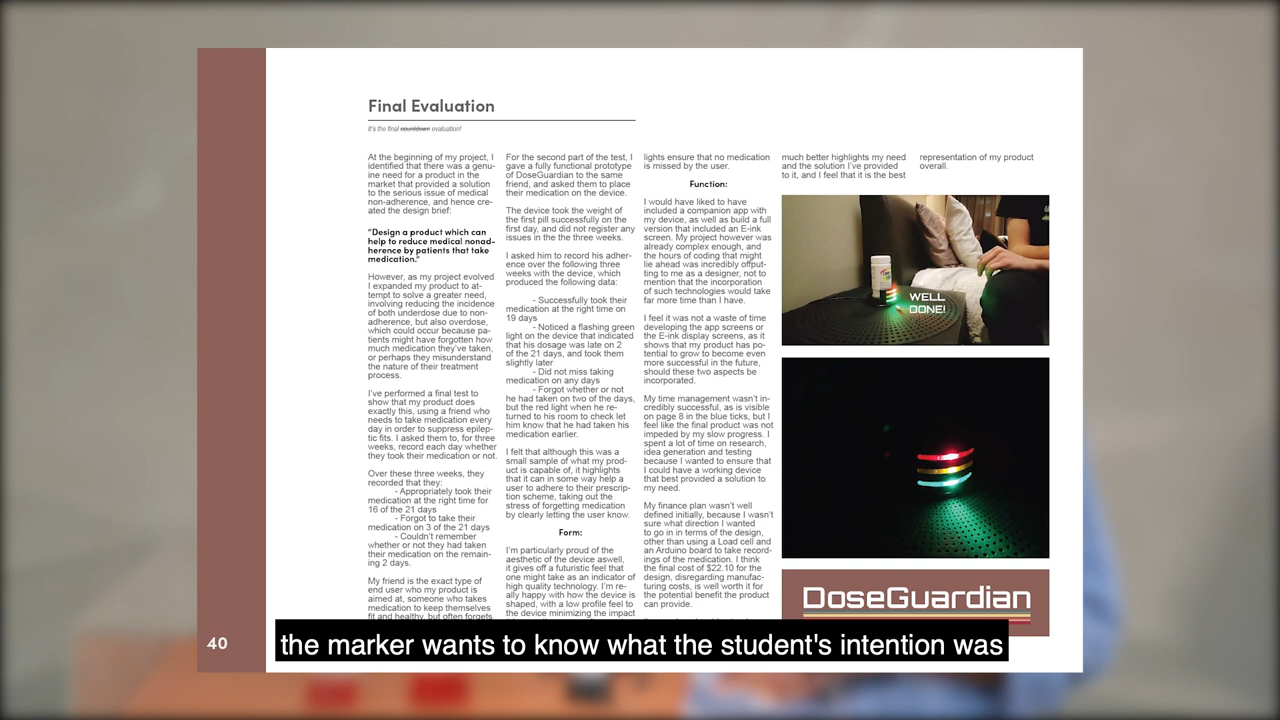 Final Evaluation
It's the final countdown evaluation!
At the beginning of my project, I
identified that there was a genu-
ine need for a product in the
market that provided a solution
to the serious issue of medical
non-adherence, and hence cre-
ated the design brief:
"Design a product which can
help to reduce medical nonad-
herence by patients that take
medication."
However, as my project evolved
I expanded my product to at-
tempt to solve a greater need,
involving reducing the incidence
of both underdose due to non-
adherence, but also overdose,
which could occur because pa-
tients might have forgotten how
much medication they've taken,
or perhaps they misunderstand
the nature of their treatment
process.
I've performed a final test to
show that my product does
exactly this, using a friend who
needs to take medication every
day in order to suppress epilep-
tic fits. I asked them to, for three
weeks, record each day whether
they took their medication or not.
Over these three weeks, they
recorded that they:
- Appropriately took their
medication at the right time for
16 of the 21 days
- Forgot to take their
medication on 3 of the 21 days
- Couldn't remember
whether or not they had taken
their medication on the remain-
ing 2 days.
My friend is the exact type of
end user who my product is
aimed at, someone who takes
medication to keep themselves
fit and healthy, but often forgets
For the second part of the test, I
gave a fully functional prototype
of DoseGuardian to the same
friend, and asked them to place
their medication on the device.
The device took the weight of
the first pill successfully on the
first day, and did not register any
issues in the the three weeks.
I asked him to record his adher-
ence over the following three
weeks with the device, which
produced the following data:
- Successfully took their
medication at the right time on
19 days
- Noticed a flashing green
light on the device that indicated
that his dosage was late on 2
of the 21 days, and took them
slightly later
- Did not miss taking
medication on any days
- Forgot whether or not
he had taken on two of the days,
but the red light when he re-
turned to his room to check let
him know that he had taken his
medication earlier.
I felt that although this was a
small sample of what my prod-
uct is capable of, it highlights
that it can in some way help a
user to adhere to their prescrip-
tion scheme, taking out the
stress of forgetting medication
by clearly letting the user know.
Form:
I'm particularly proud of the
aesthetic of the device aswell,
it gives off a futuristic feel that
one might take as an indicator of
high quality technology. I'm re-
ally happy with how the device is
shaped, with a low profile feel to
the device minimizing the impact
lights ensure that no medication
is missed by the user.
Function:
I would have liked to have
included a companion app with
my device, as well as build a full
version that included an E-ink
screen. My project however was
already complex enough, and
the hours of coding that might
lie ahead was incredibly offput-
ting to me as a designer, not to
mention that the incorporation
of such technologies would take
far more time than I have.
I feel it was not a waste of time
developing the app screens or
the E-ink display screens, as it
shows that my product has po-
tential to grow to become even
more successful in the future,
should these two aspects be
incorporated.
My time management wasn't in-
credibly successful, as is visible
on page 8 in the blue ticks, but I
feel like the final product was not
impeded by my slow progress. I
spent a lot of time on research,
idea generation and testing
because I wanted to ensure that
I could have a working device
that best provided a solution to
my need.
My finance plan wasn't well
defined initially, because I wasn't
sure what direction I wanted
to go in in terms of the design,
other than using a Load cell and
an Arduino board to take record-
ings of the medication. I think
the final cost of $22.10 for the
design, disregarding manufac-
turing costs, is well worth it for
the potential benefit the product
can provide.
much better highlights my need
and the solution I've provided
to it, and I feel that it is the best
representation of my product
overall.
WELL
DONE!
DoseGuardian
40
the marker wants to know what the student's intention was